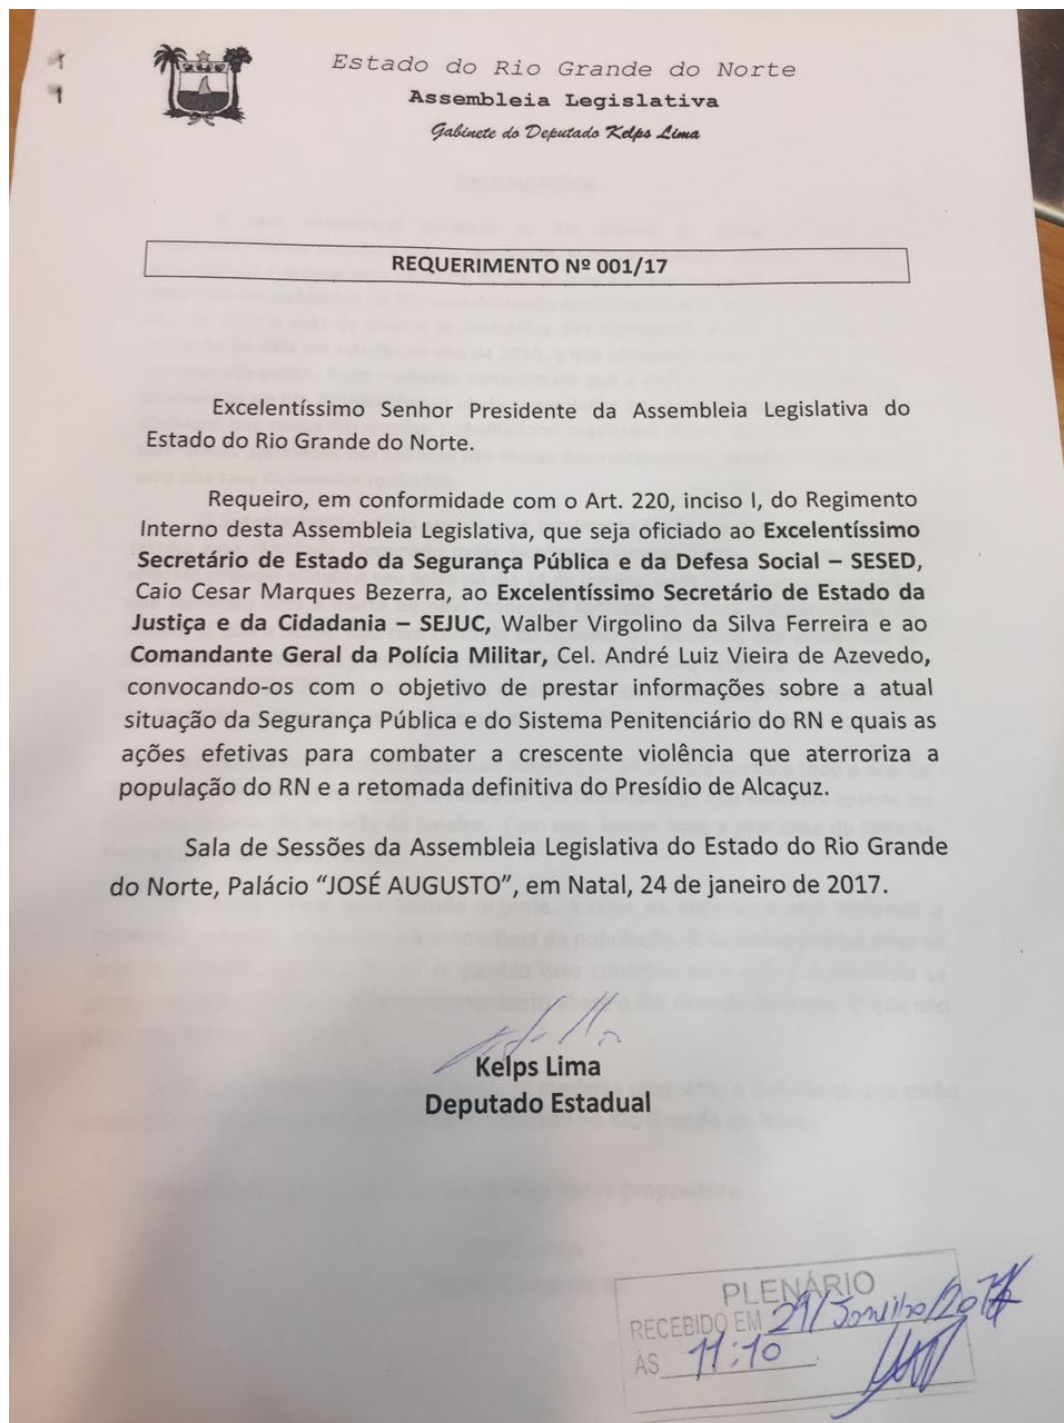 Estado do Rio Grande do Norte
Assembleia Legislativa
Gabinete do Deputado Kelps Lima
REQUERIMENTO Nº 001/17
Excelentíssimo Senhor Presidente da Assembleia Legislativa do
Estado do Rio Grande do Norte.
Requeiro, em conformidade com o Art. 220, inciso I, do Regimento
Interno desta Assembleia Legislativa, que seja oficiado ao Excelentíssimo
Secretário de Estado da Segurança Pública e da Defesa Social – SESED,
Caio Cesar Marques Bezerra, ao Excelentíssimo Secretário de Estado da
Justiça e da Cidadania – SEJUC, Walber Virgolino da Silva Ferreira e ao
Comandante Geral da Polícia Militar, Cel. André Luiz Vieira de Azevedo,
convocando-os com o objetivo de prestar informações sobre a atual
situação da Segurança Pública e do Sistema Penitenciário do RN e quais as
ações efetivas para combater a crescente violência que aterroriza a
população do RN e a retomada definitiva do Presídio de Alcaçuz.
Sala de Sessões da Assembleia Legislativa do Estado do Rio Grande
do Norte, Palácio “JOSÉ AUGUSTO”, em Natal, 24 de janeiro de 2017.
Kelps Lima
Deputado Estadual
PLENÁRIO
RECEBIDO EM
ÀS 11:10